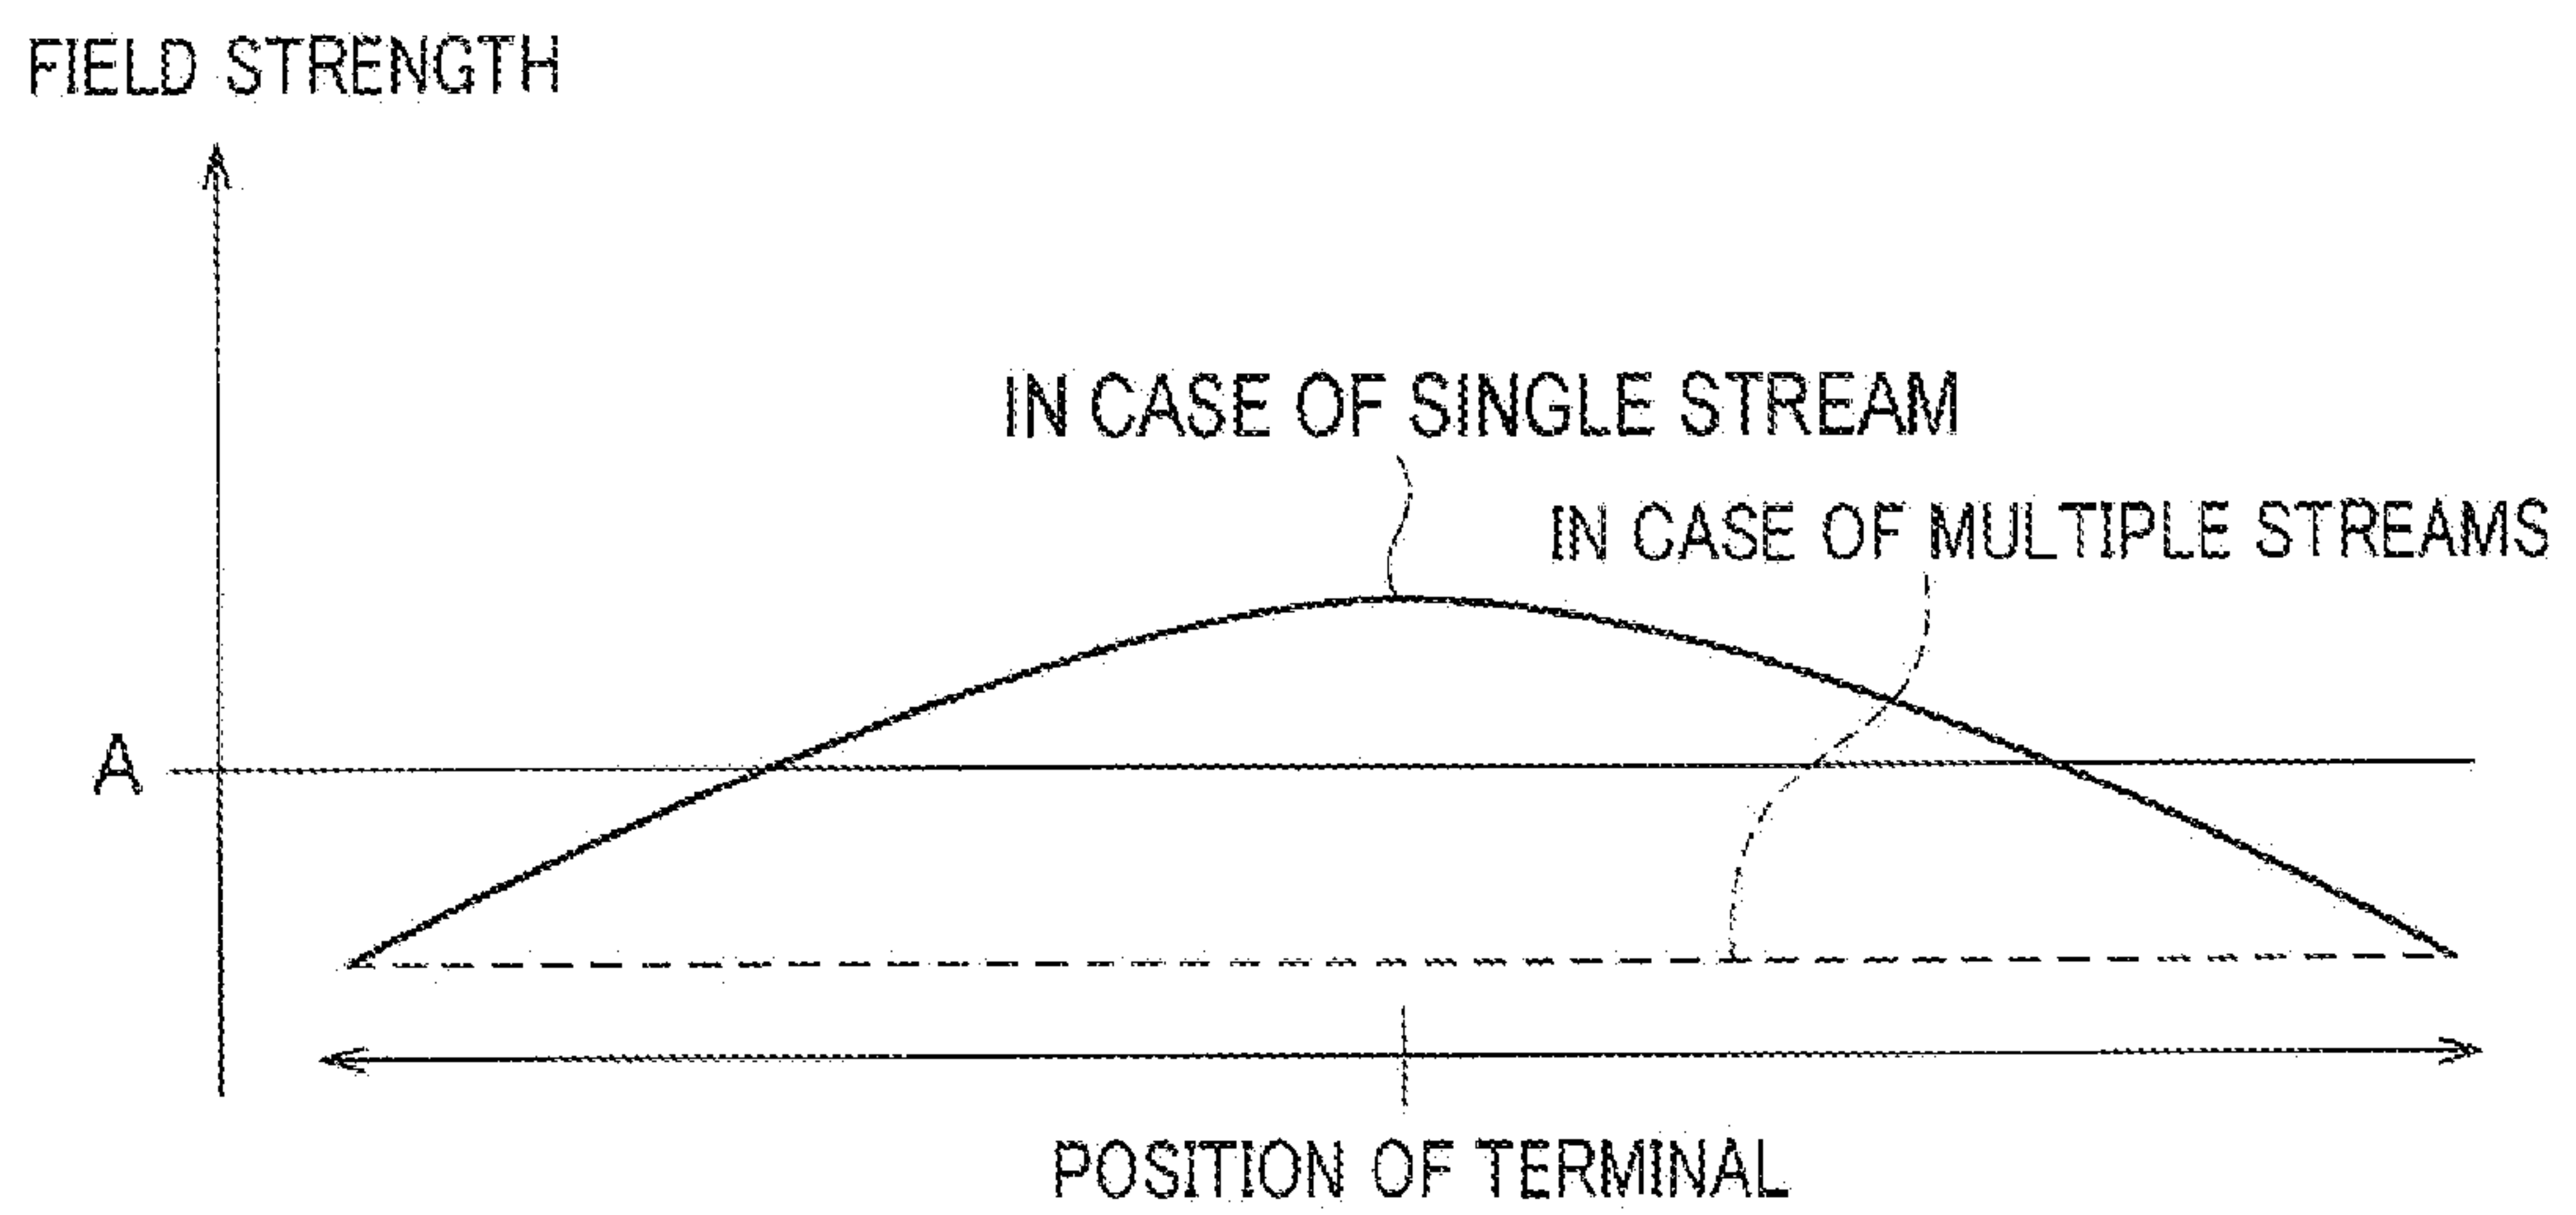 FIELD STRENGTH
IN CASE OF SINGLE STREAM
IN CASE OF MULTIPLE STREAMS
A
POSITION OF TERMINAL